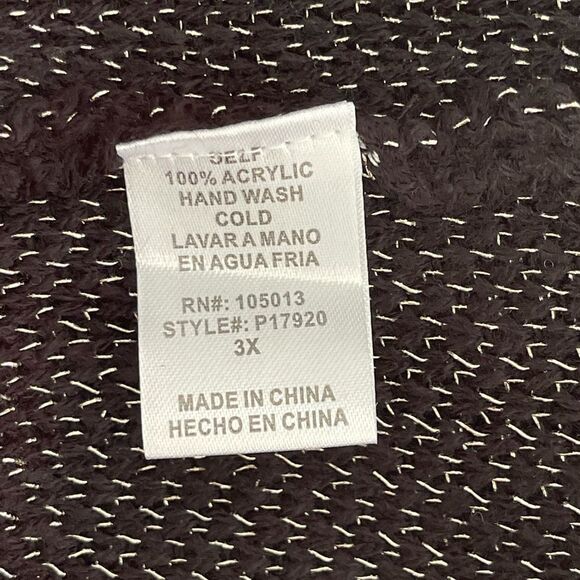 SELF
100% ACRYLIC
HAND WASH
COLD
LAVAR A MANO
EN AGUA FRIA
RN#: 105013
STYLE#: P17920
3X
MADE IN CHINA
HECHO EN CHINA